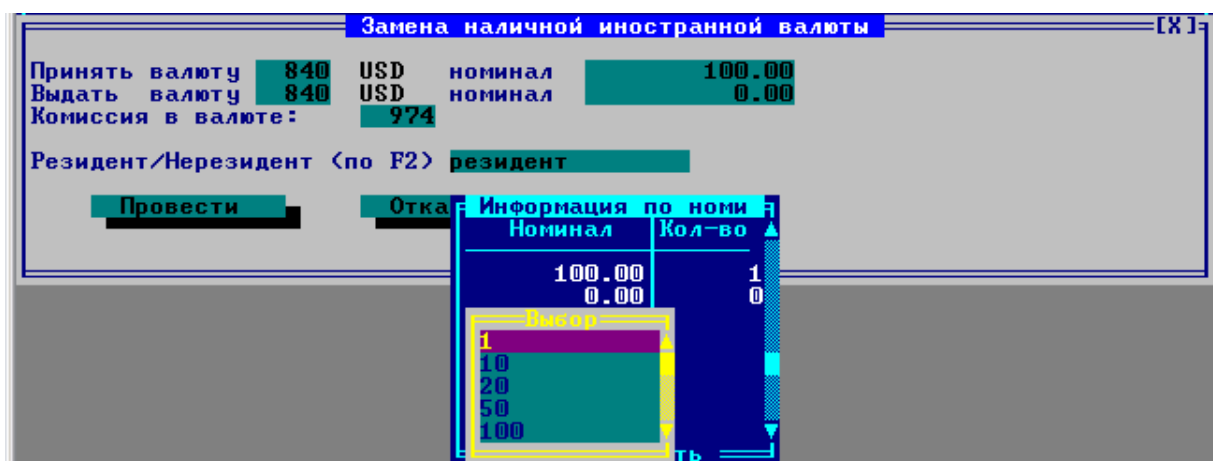 Замена наличной иностранной валюты [X]
Принять валюту 840 USD номинал 100.00
Выдать валюту 840 USD номинал 0.00
Комиссия в валюте: 974
Резидент/Нерезидент (по F2) резидент
Провести Отка
Информация по номи
Номинал Кол-во
100.00 1
0.00 0
Выбор
1
10
20
50
100
ть